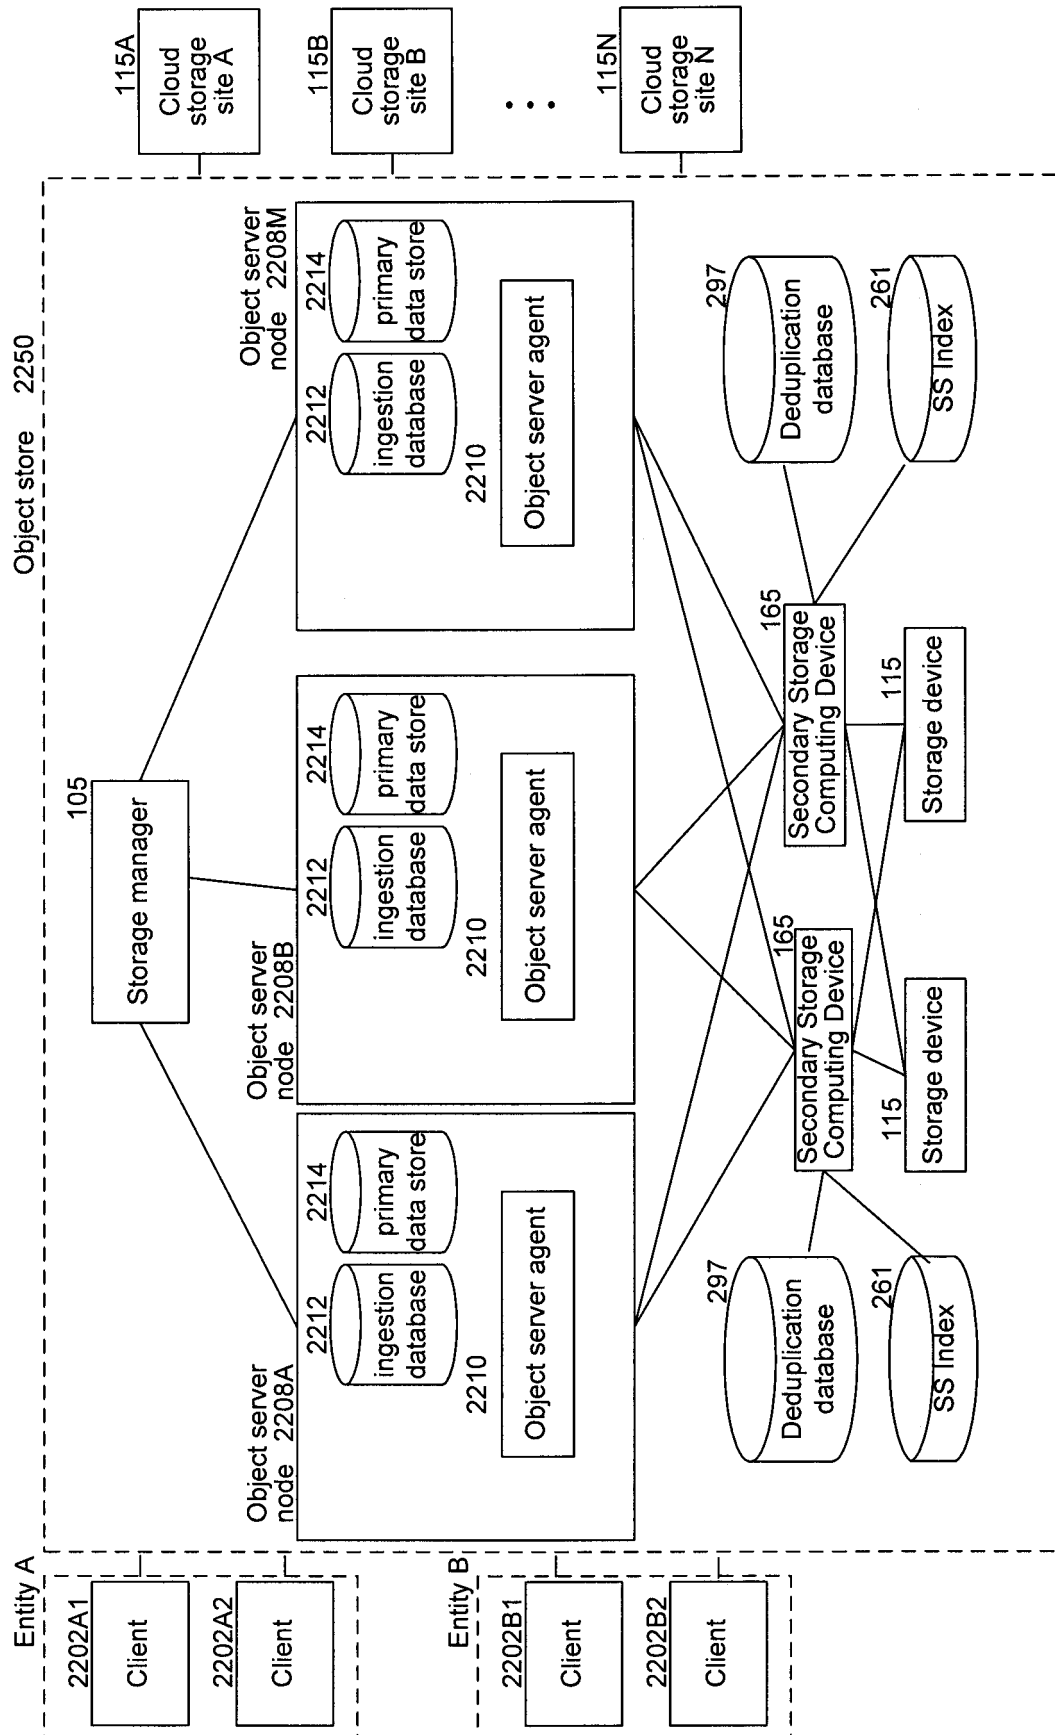 Object store 2250
Entity A
2202A1
Client
2202A2
Client
Entity B
2202B1
Client
2202B2
Client
105
Storage manager
Object server
node 2208A
2212
ingestion
database
2214
primary
data store
2210
Object server agent
Object server
node 2208B
2212
ingestion
database
2214
primary
data store
2210
Object server agent
Object server
node 2208M
2212
ingestion
database
2214
primary
data store
2210
Object server agent
297
Deduplication
database
261
SS Index
165
Secondary Storage
Computing Device
115
Storage device
165
Secondary Storage
Computing Device
115
Storage device
297
Deduplication
database
261
SS Index
115A
Cloud
storage
site A
115B
Cloud
storage
site B
• • •
115N
Cloud
storage
site N